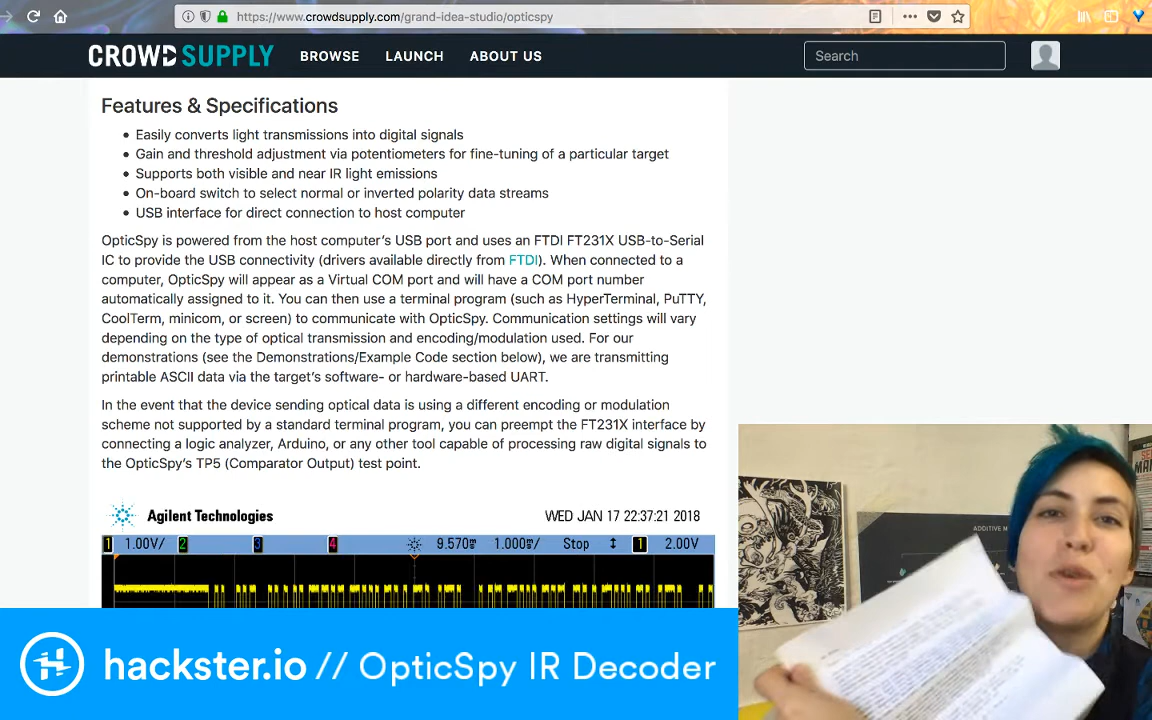 https://www.crowdsupply.com/grand-idea-studio/opticspy
CROWD SUPPLY BROWSE LAUNCH ABOUT US Search
Features & Specifications
• Easily converts light transmissions into digital signals
• Gain and threshold adjustment via potentiometers for fine-tuning of a particular target
• Supports both visible and near IR light emissions
• On-board switch to select normal or inverted polarity data streams
• USB interface for direct connection to host computer
OpticSpy is powered from the host computer's USB port and uses an FTDI FT231X USB-to-Serial
IC to provide the USB connectivity (drivers available directly from FTDI). When connected to a
computer, OpticSpy will appear as a Virtual COM port and will have a COM port number
automatically assigned to it. You can then use a terminal program (such as HyperTerminal, PuTTY,
CoolTerm, minicom, or screen) to communicate with OpticSpy. Communication settings will vary
depending on the type of optical transmission and encoding/modulation used. For our
demonstrations (see the Demonstrations/Example Code section below), we are transmitting
printable ASCII data via the target's software- or hardware-based UART.
In the event that the device sending optical data is using a different encoding or modulation
scheme not supported by a standard terminal program, you can preempt the FT231X interface by
connecting a logic analyzer, Arduino, or any other tool capable of processing raw digital signals to
the OpticSpy's TP5 (Comparator Output) test point.
Agilent Technologies WED JAN 17 22:37:21 2018
1 1.00V/ 2 3 4 9.570 1.000 Stop 1 2.00V
ADDITIVE
hackster.io // OpticSpy IR Decoder